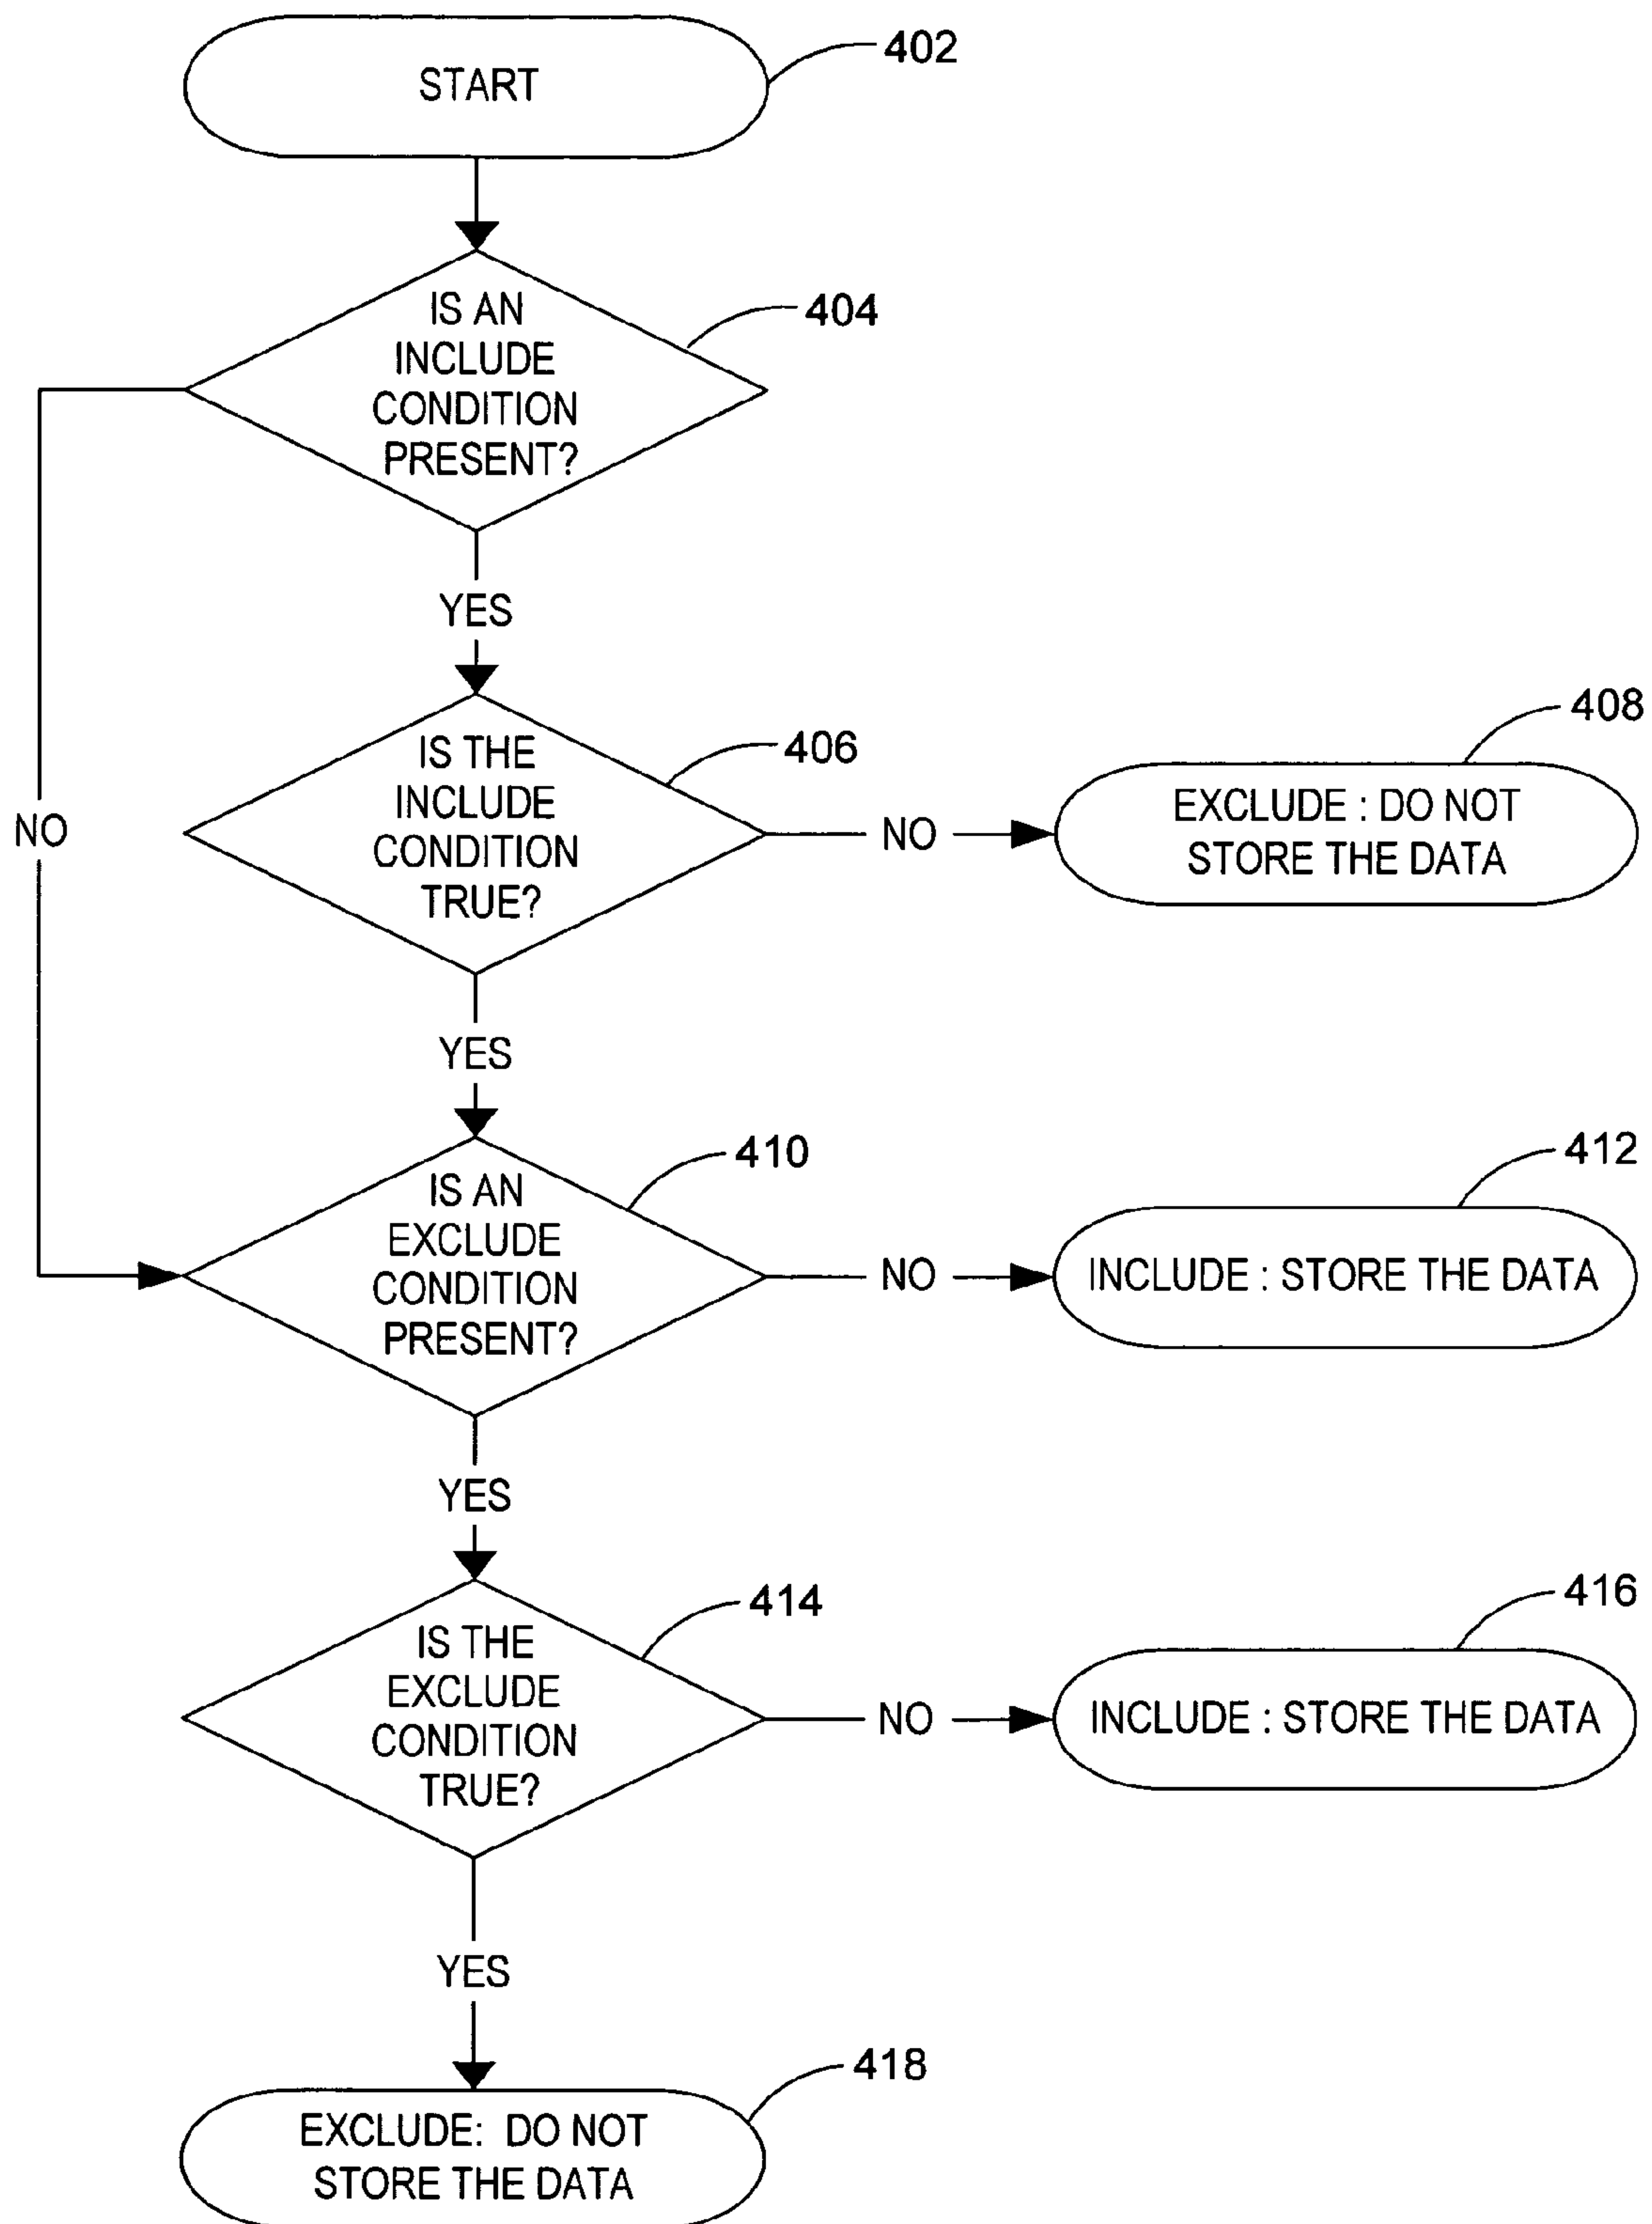 START
402
IS AN
INCLUDE
CONDITION
PRESENT?
404
YES
NO
IS THE
INCLUDE
CONDITION
TRUE?
406
NO
EXCLUDE : DO NOT
STORE THE DATA
408
YES
IS AN
EXCLUDE
CONDITION
PRESENT?
410
NO
INCLUDE : STORE THE DATA
412
YES
IS THE
EXCLUDE
CONDITION
TRUE?
414
NO
INCLUDE : STORE THE DATA
416
YES
EXCLUDE: DO NOT
STORE THE DATA
418